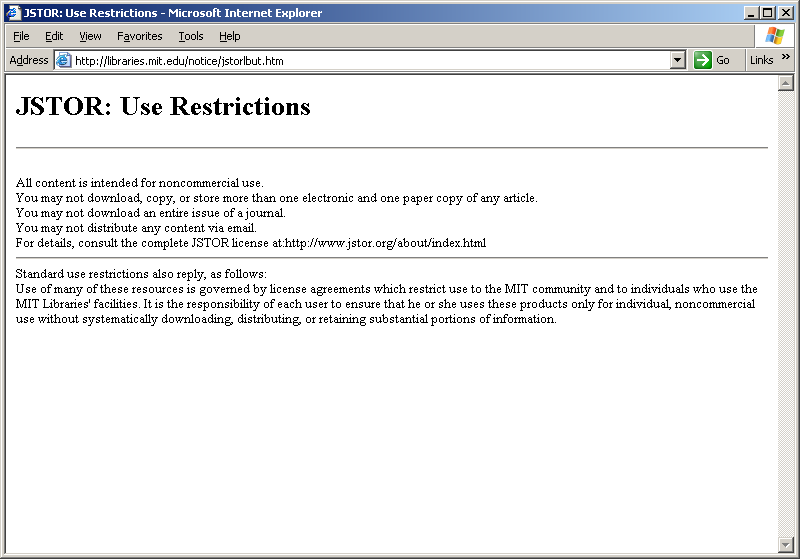 JSTOR: Use Restrictions - Microsoft Internet Explorer
File Edit View Favorites Tools Help
Address http://libraries.mit.edu/notice/jstorlbut.htm Go Links »
JSTOR: Use Restrictions
All content is intended for noncommercial use.
You may not download, copy, or store more than one electronic and one paper copy of any article.
You may not download an entire issue of a journal.
You may not distribute any content via email.
For details, consult the complete JSTOR license at:http://www.jstor.org/about/index.html
Standard use restrictions also reply, as follows:
Use of many of these resources is governed by license agreements which restrict use to the MIT community and to individuals who use the
MIT Libraries' facilities. It is the responsibility of each user to ensure that he or she uses these products only for individual, noncommercial
use without systematically downloading, distributing, or retaining substantial portions of information.